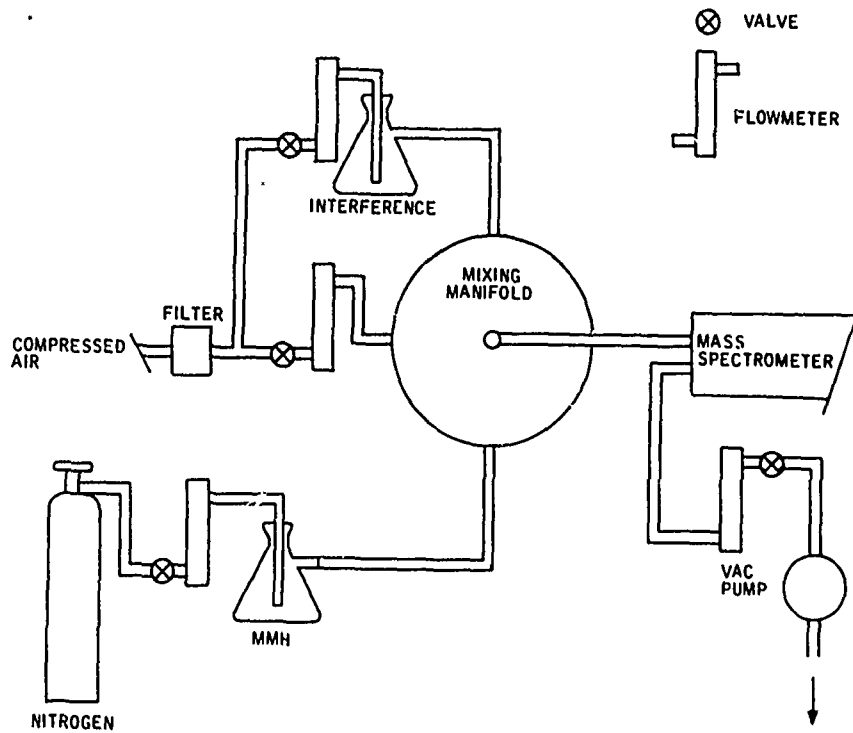 VALVE
FLOWMETER
INTERFERENCE
MIXING
MANIFOLD
FILTER
COMPRESSED
AIR
MASS
SPECTROMETER
VAC
PUMP
MMH
NITROGEN